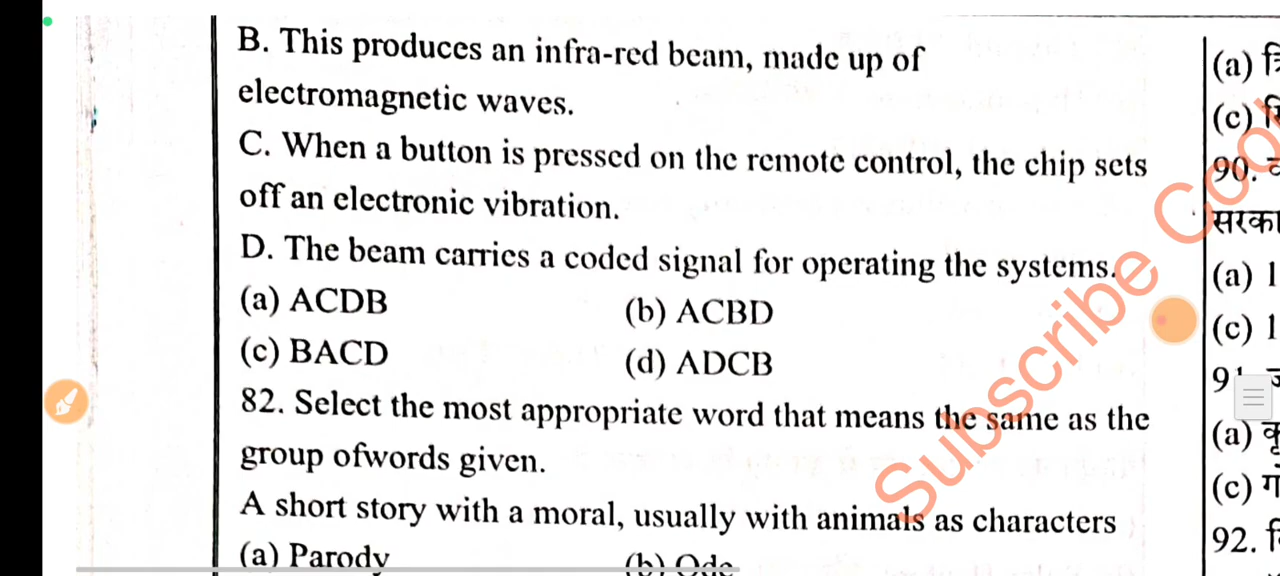 B. This produces an infra-red beam, made up of
electromagnetic waves.
C. When a button is pressed on the remote control, the chip sets
off an electronic vibration.
D. The beam carries a coded signal for operating the systems.
(a) ACDB (b) ACBD
(c) BACD (d) ADCB
82. Select the most appropriate word that means the same as the
group ofwords given.
A short story with a moral, usually with animals as characters
(a) Parody (b) Ode
(a)
(c)
90.
सरका
(a) 1
(c) 1
(a)
(c)
92.
Subscribe